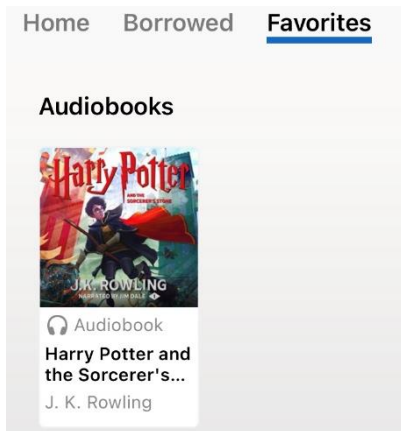 Home Borrowed Favorites
Audiobooks
Harry Potter
AND THE
SORCERER'S STONE
J.K. ROWLING
NARRATED BY JIM DALE
Audiobook
Harry Potter and
the Sorcerer's...
J. K. Rowling